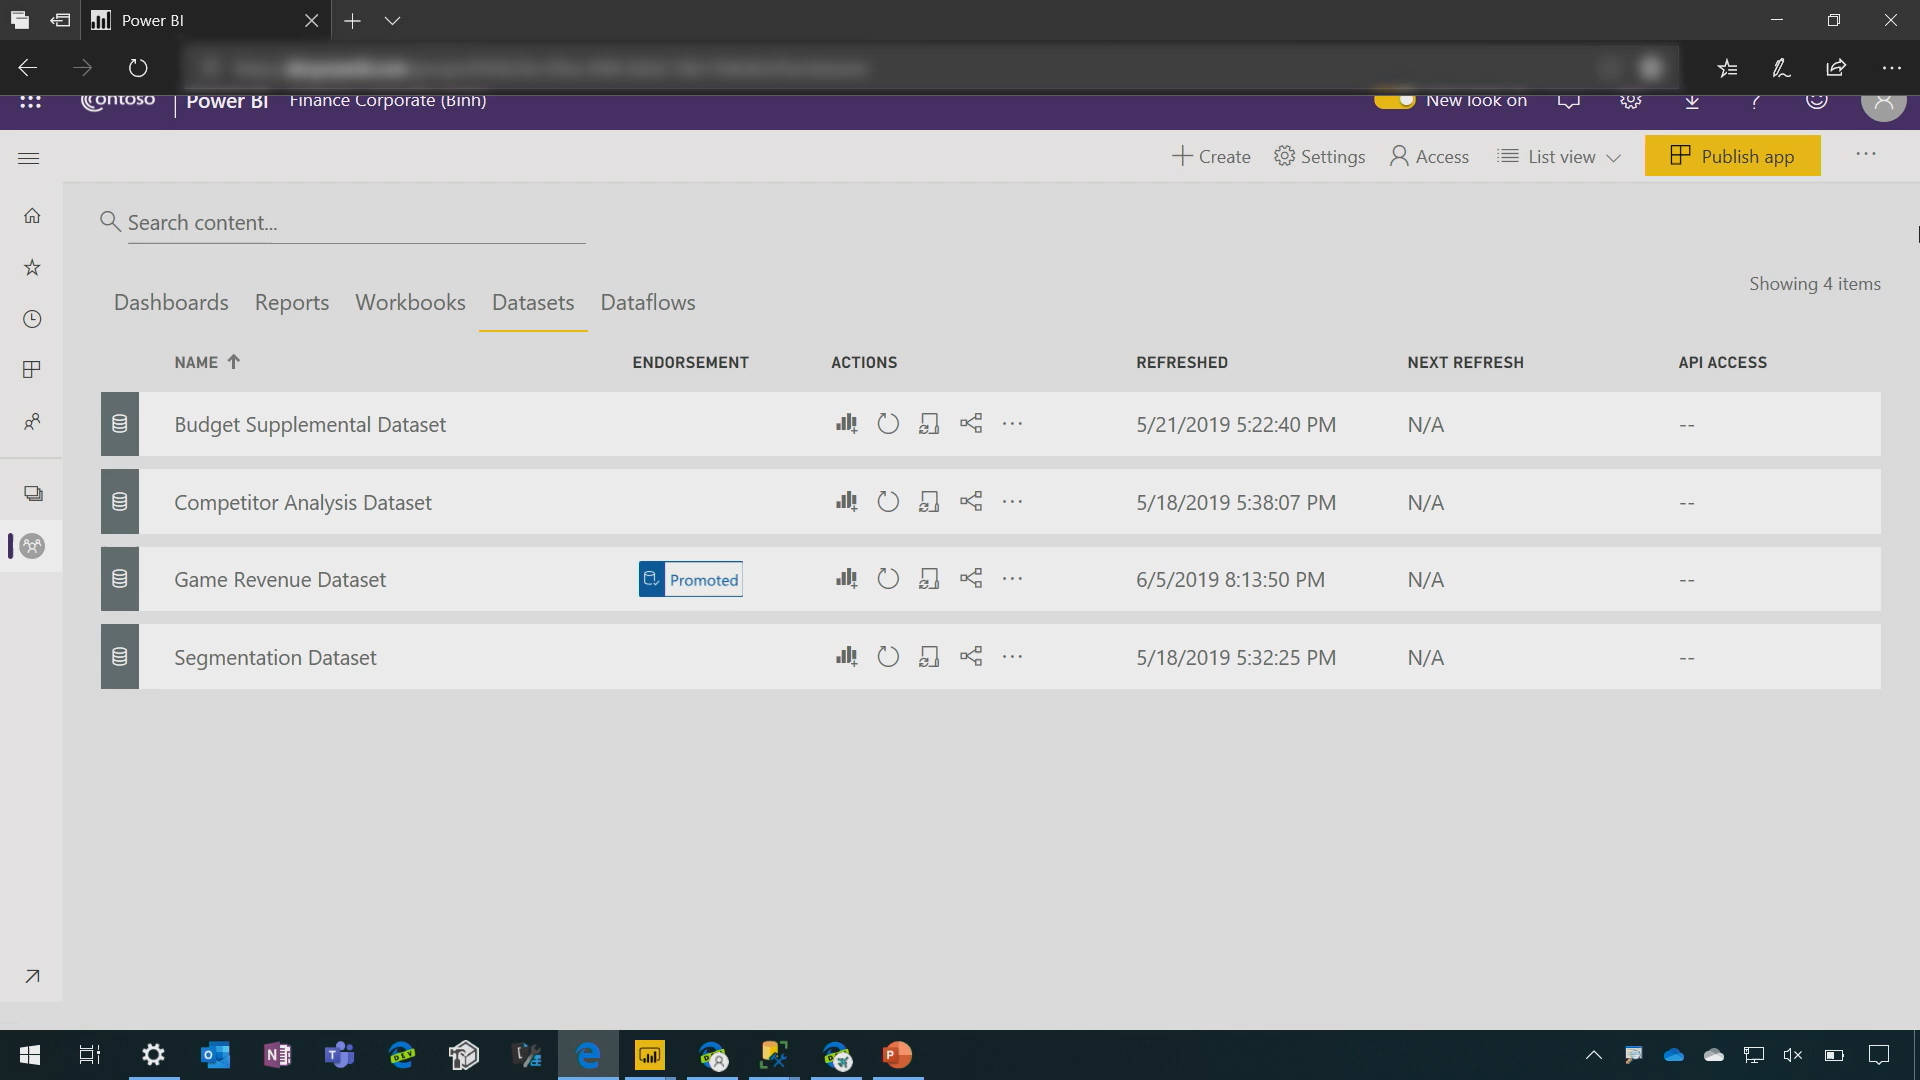 Power BI
Contoso Power BI Finance Corporate (Binh) New look on
Create Settings Access List view Publish app
Search content...
Showing 4 items
Dashboards Reports Workbooks Datasets Dataflows
NAME ENDORSEMENT ACTIONS REFRESHED NEXT REFRESH API ACCESS
Budget Supplemental Dataset 5/21/2019 5:22:40 PM N/A --
Competitor Analysis Dataset 5/18/2019 5:38:07 PM N/A --
Game Revenue Dataset Promoted 6/5/2019 8:13:50 PM N/A --
Segmentation Dataset 5/18/2019 5:32:25 PM N/A --